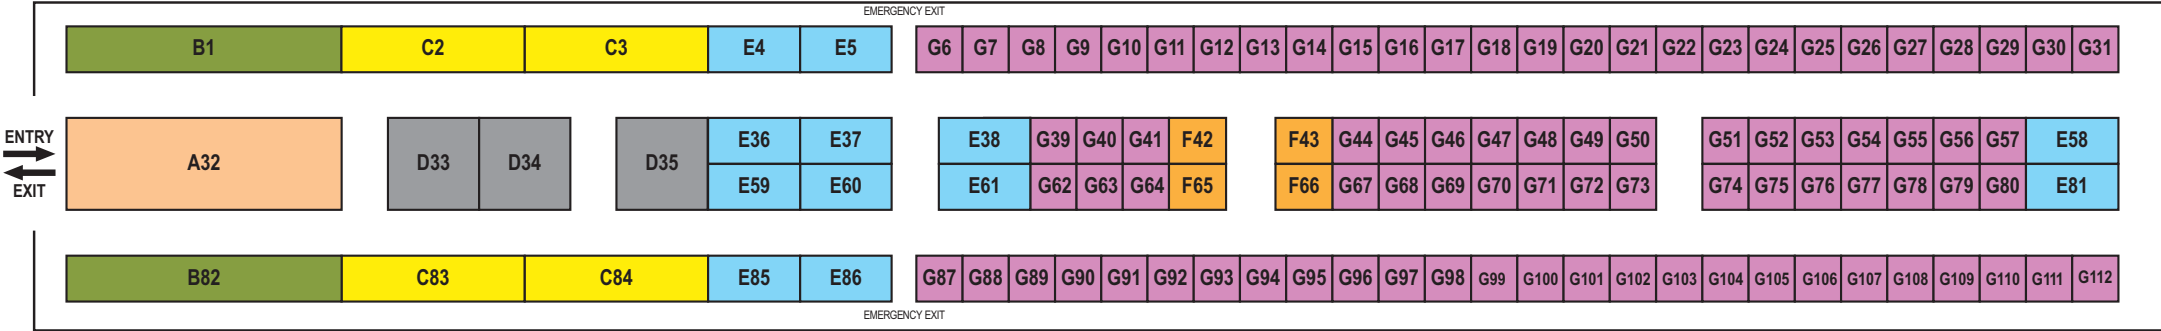 EMERGENCY EXIT
B1 C2 C3 E4 E5 G6 G7 G8 G9 G10 G11 G12 G13 G14 G15 G16 G17 G18 G19 G20 G21 G22 G23 G24 G25 G26 G27 G28 G29 G30 G31
ENTRY
EXIT
A32 D33 D34 D35
E36 E37 E38 G39 G40 G41 F42 F43 G44 G45 G46 G47 G48 G49 G50 G51 G52 G53 G54 G55 G56 G57 E58
E59 E60 E61 G62 G63 G64 F65 F66 G67 G68 G69 G70 G71 G72 G73 G74 G75 G76 G77 G78 G79 G80 E81
B82 C83 C84 E85 E86 G87 G88 G89 G90 G91 G92 G93 G94 G95 G96 G97 G98 G99 G100 G101 G102 G103 G104 G105 G106 G107 G108 G109 G110 G111 G112
EMERGENCY EXIT